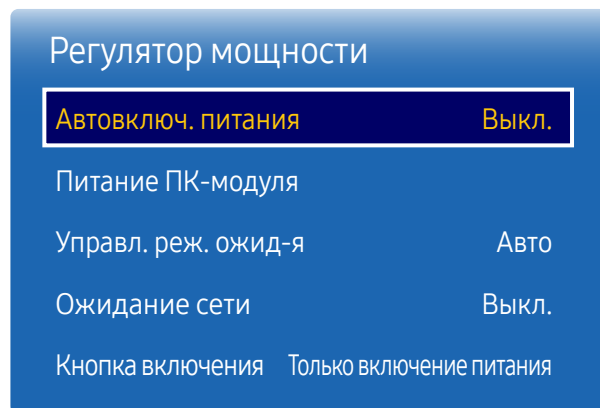 Регулятор мощности
Автовключ. питания Выкл.
Питание ПК-модуля
Управл. реж. ожид-я Авто
Ожидание сети Выкл.
Кнопка включения Только включение питания